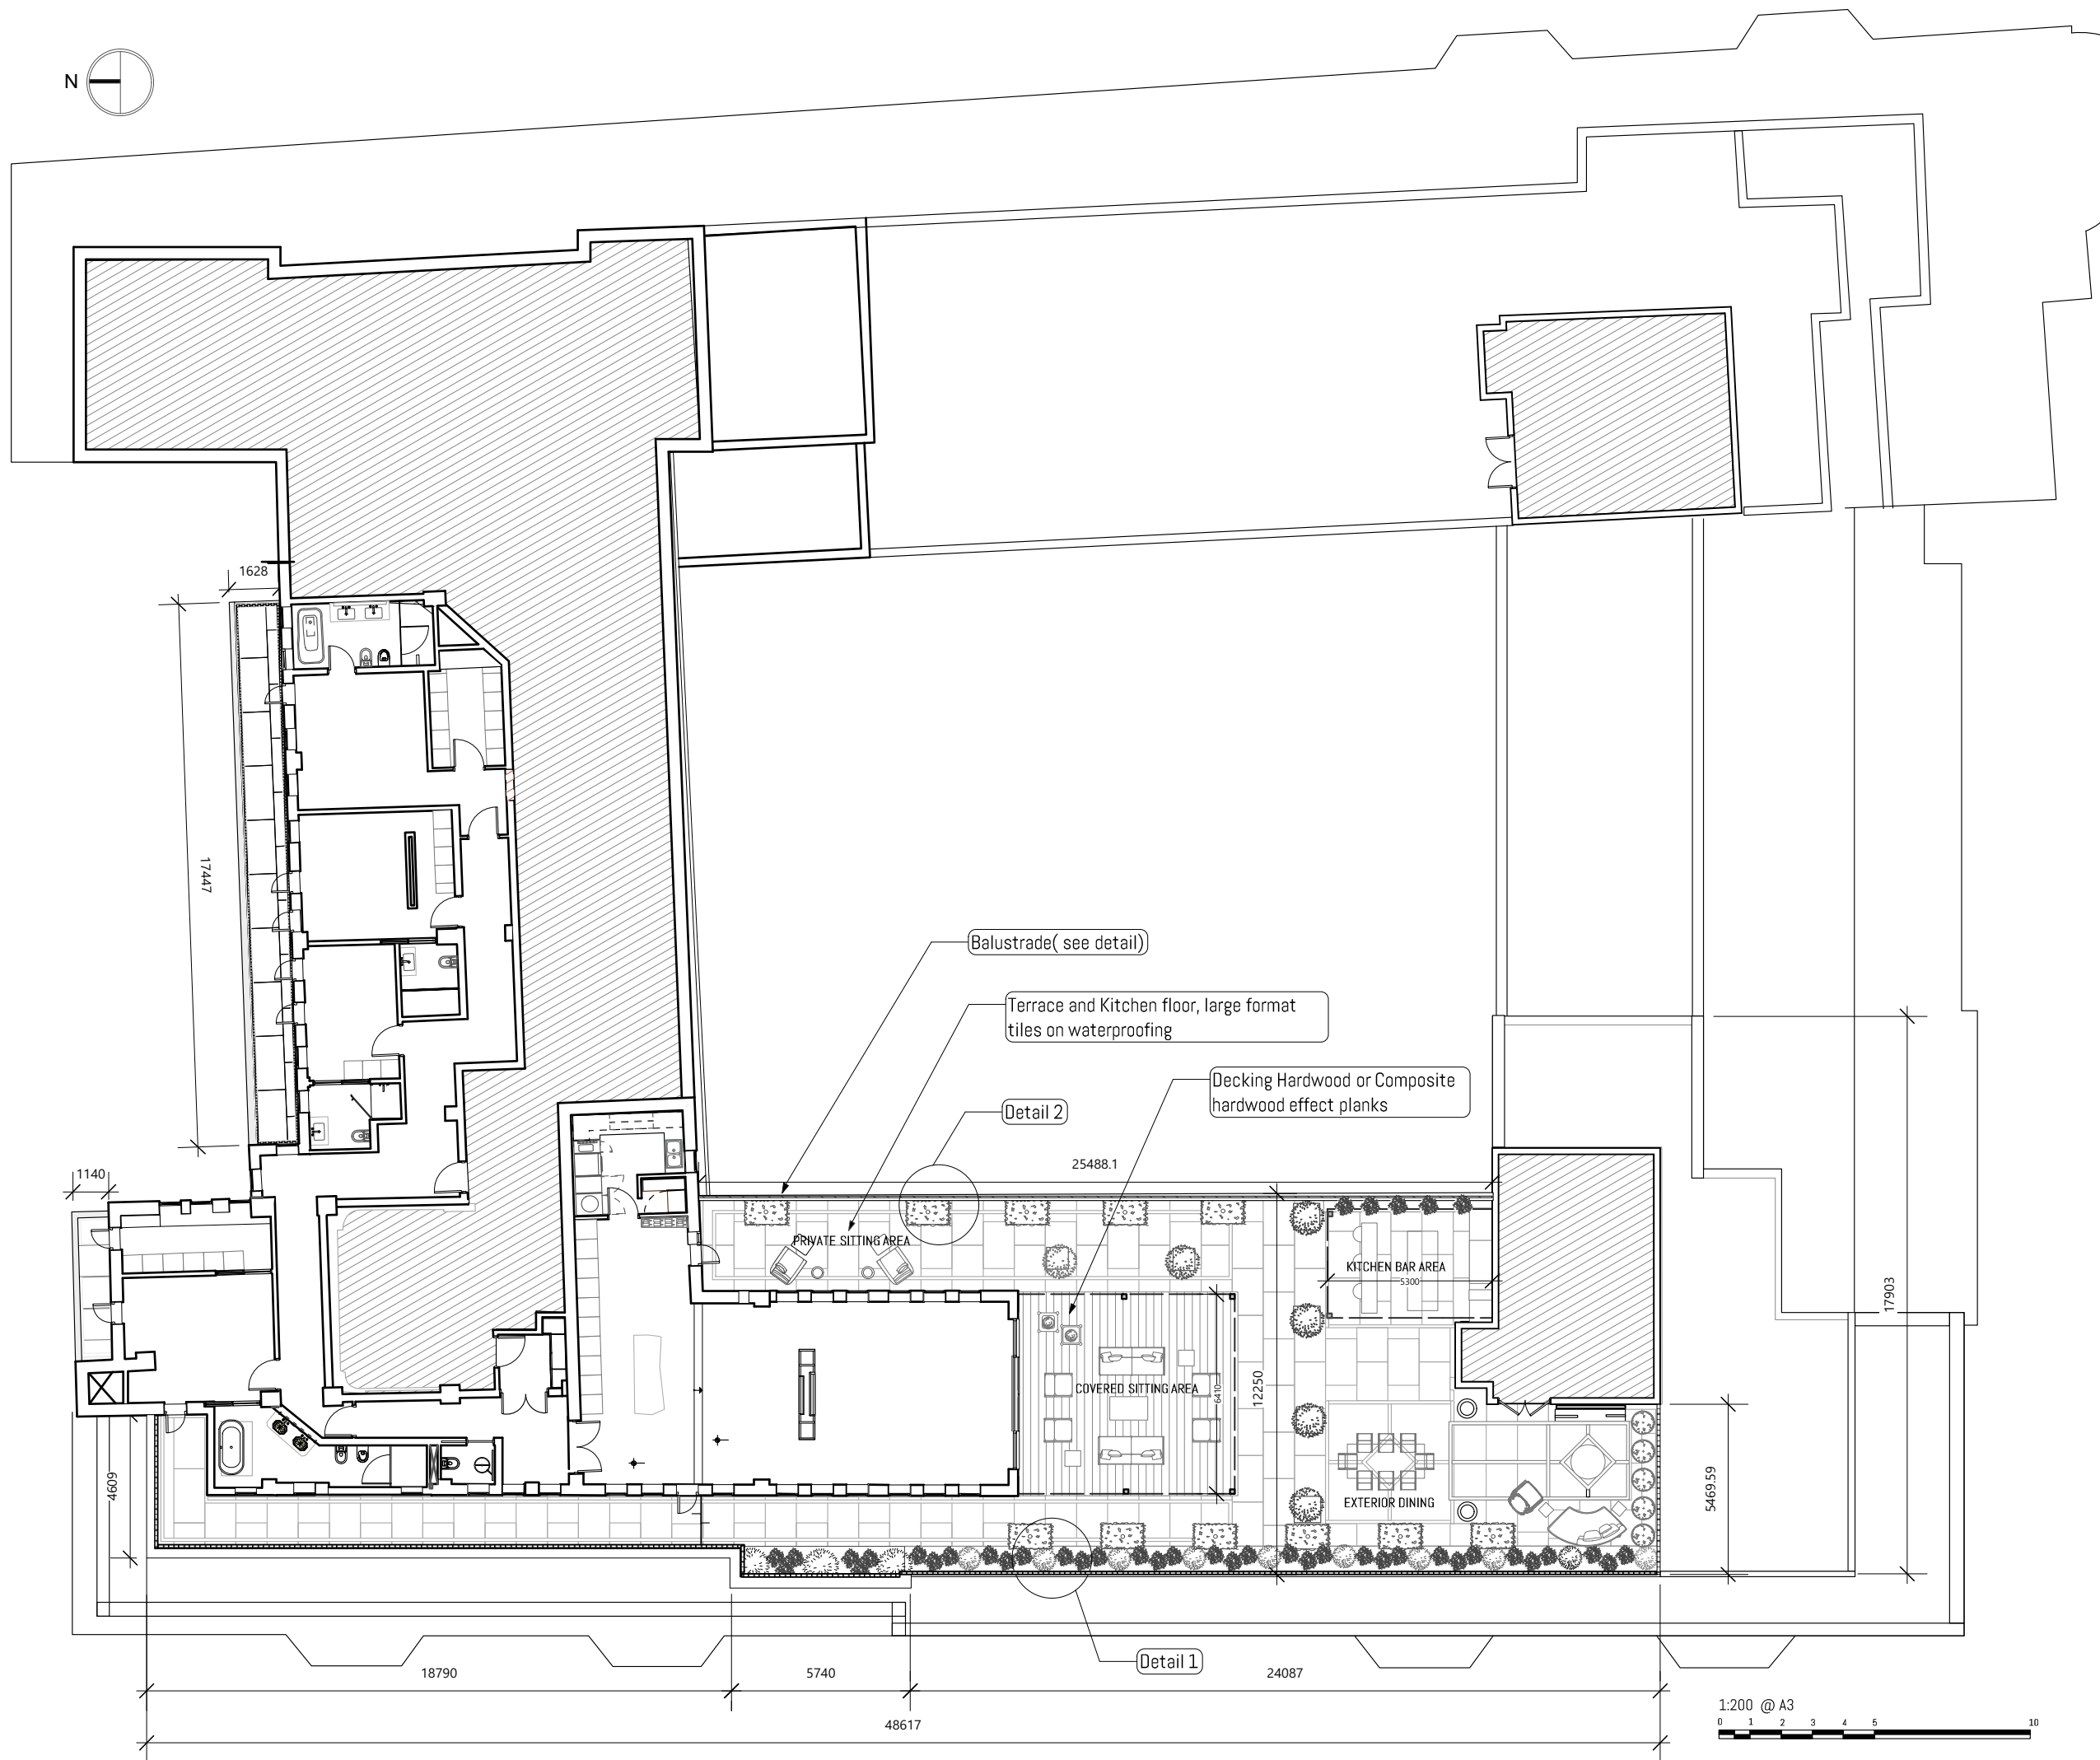 N
1628
17447
1140
Balustrade( see detail)
Terrace and Kitchen floor, large format
tiles on waterproofing
Decking Hardwood or Composite
hardwood effect planks
Detail 2
25488.1
PRIVATE SITTING AREA
KITCHEN BAR AREA
5300
17903
COVERED SITTING AREA
6410
12250
4609
EXTERIOR DINING
5469.59
Detail 1
18790
5740
24087
48617
1:200 @ A3
0 1 2 3 4 5 10